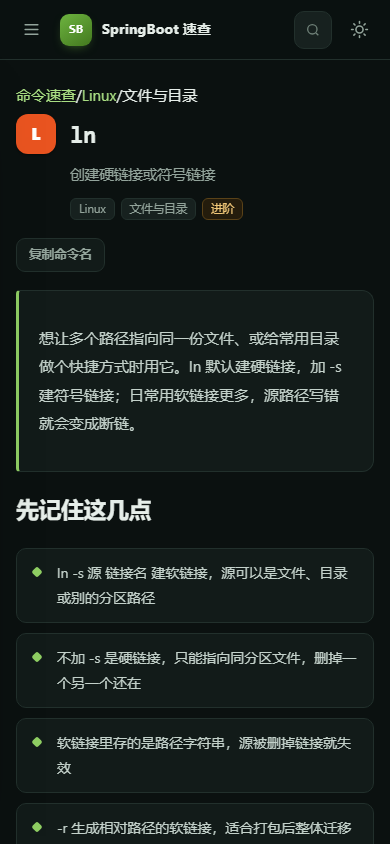 SB SpringBoot 速查
命令速查/Linux/文件与目录
L ln
创建硬链接或符号链接
Linux 文件与目录 进阶
复制命令名
想让多个路径指向同一份文件、或给常用目录
做个快捷方式时用它。ln 默认建硬链接，加 -s
建符号链接；日常用软链接更多，源路径写错
就会变成断链。
先记住这几点
ln -s 源 链接名 建软链接，源可以是文件、目录
或别的分区路径
不加 -s 是硬链接，只能指向同分区文件，删掉一
个另一个还在
软链接里存的是路径字符串，源被删掉链接就失
效
-r 生成相对路径的软链接，适合打包后整体迁移